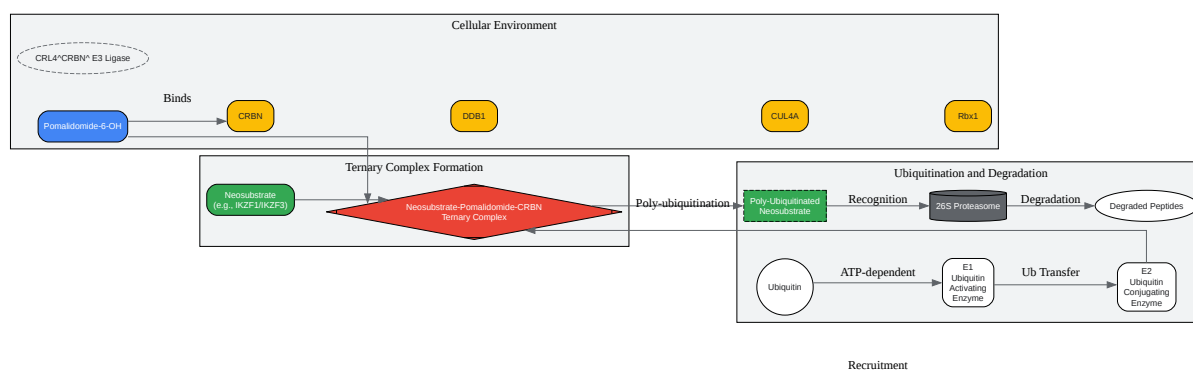 Cellular Environment
CRL4^CRBN^ E3 Ligase
Binds
Pomalidomide-6-OH
CRBN
DDB1
CUL4A
Rbx1
Ternary Complex Formation
Neosubstrate
(e.g., IKZF1/IKZF3)
Neosubstrate-Pomalidomide-CRBN
Ternary Complex
Poly-ubiquitination
Ubiquitination and Degradation
Poly-Ubiquitinated
Neosubstrate
Recognition
26S Proteasome
Degradation
Degraded Peptides
Ubiquitin
ATP-dependent
E1
Ubiquitin
Activating
Enzyme
Ub Transfer
E2
Ubiquitin
Conjugating
Enzyme
Recruitment